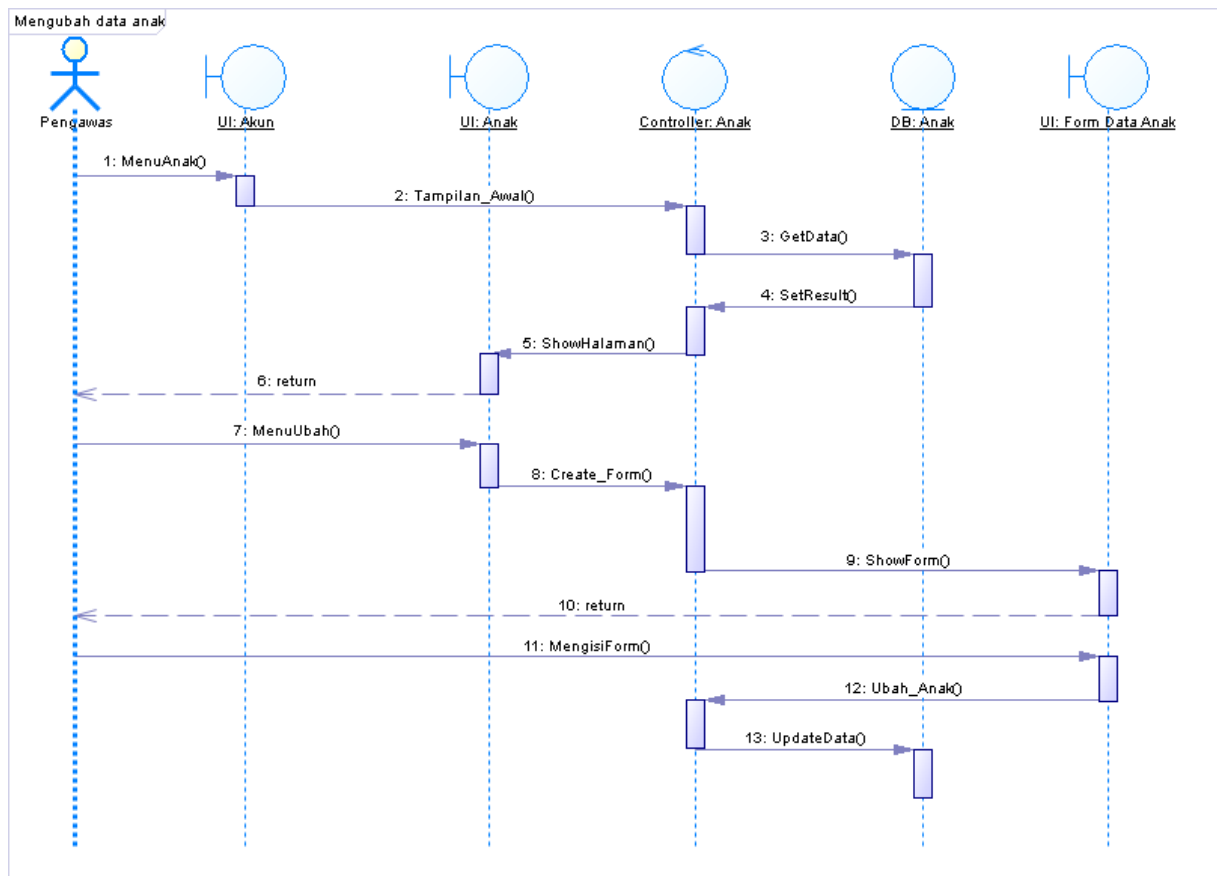 Mengubah data anak
Pengawas
UI: Akun
UI: Anak
Controller: Anak
DB: Anak
UI: Form Data Anak
1: MenuAnak()
2: Tampilan_Awal()
3: GetData()
4: SetResult()
5: ShowHalaman()
6: return
7: MenuUbah()
8: Create_Form()
9: ShowForm()
10: return
11: MengisiForm()
12: Ubah_Anak()
13: UpdateData()